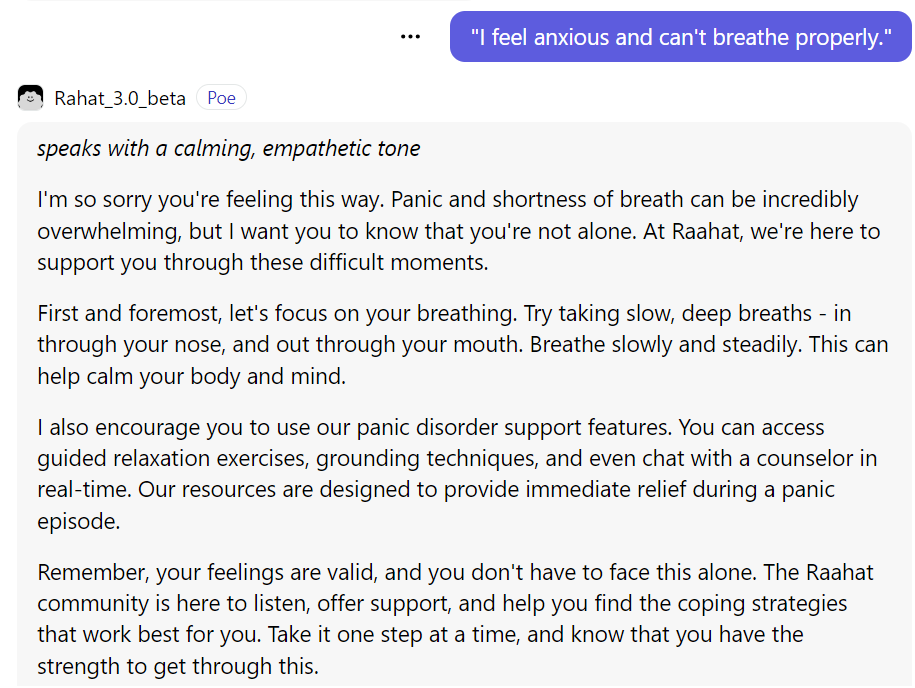 "I feel anxious and can't breathe properly."
Rahat_3.0_beta Poe
speaks with a calming, empathetic tone
I'm so sorry you're feeling this way. Panic and shortness of breath can be incredibly
overwhelming, but I want you to know that you're not alone. At Raahat, we're here to
support you through these difficult moments.
First and foremost, let's focus on your breathing. Try taking slow, deep breaths - in
through your nose, and out through your mouth. Breathe slowly and steadily. This can
help calm your body and mind.
I also encourage you to use our panic disorder support features. You can access
guided relaxation exercises, grounding techniques, and even chat with a counselor in
real-time. Our resources are designed to provide immediate relief during a panic
episode.
Remember, your feelings are valid, and you don't have to face this alone. The Raahat
community is here to listen, offer support, and help you find the coping strategies
that work best for you. Take it one step at a time, and know that you have the
strength to get through this.